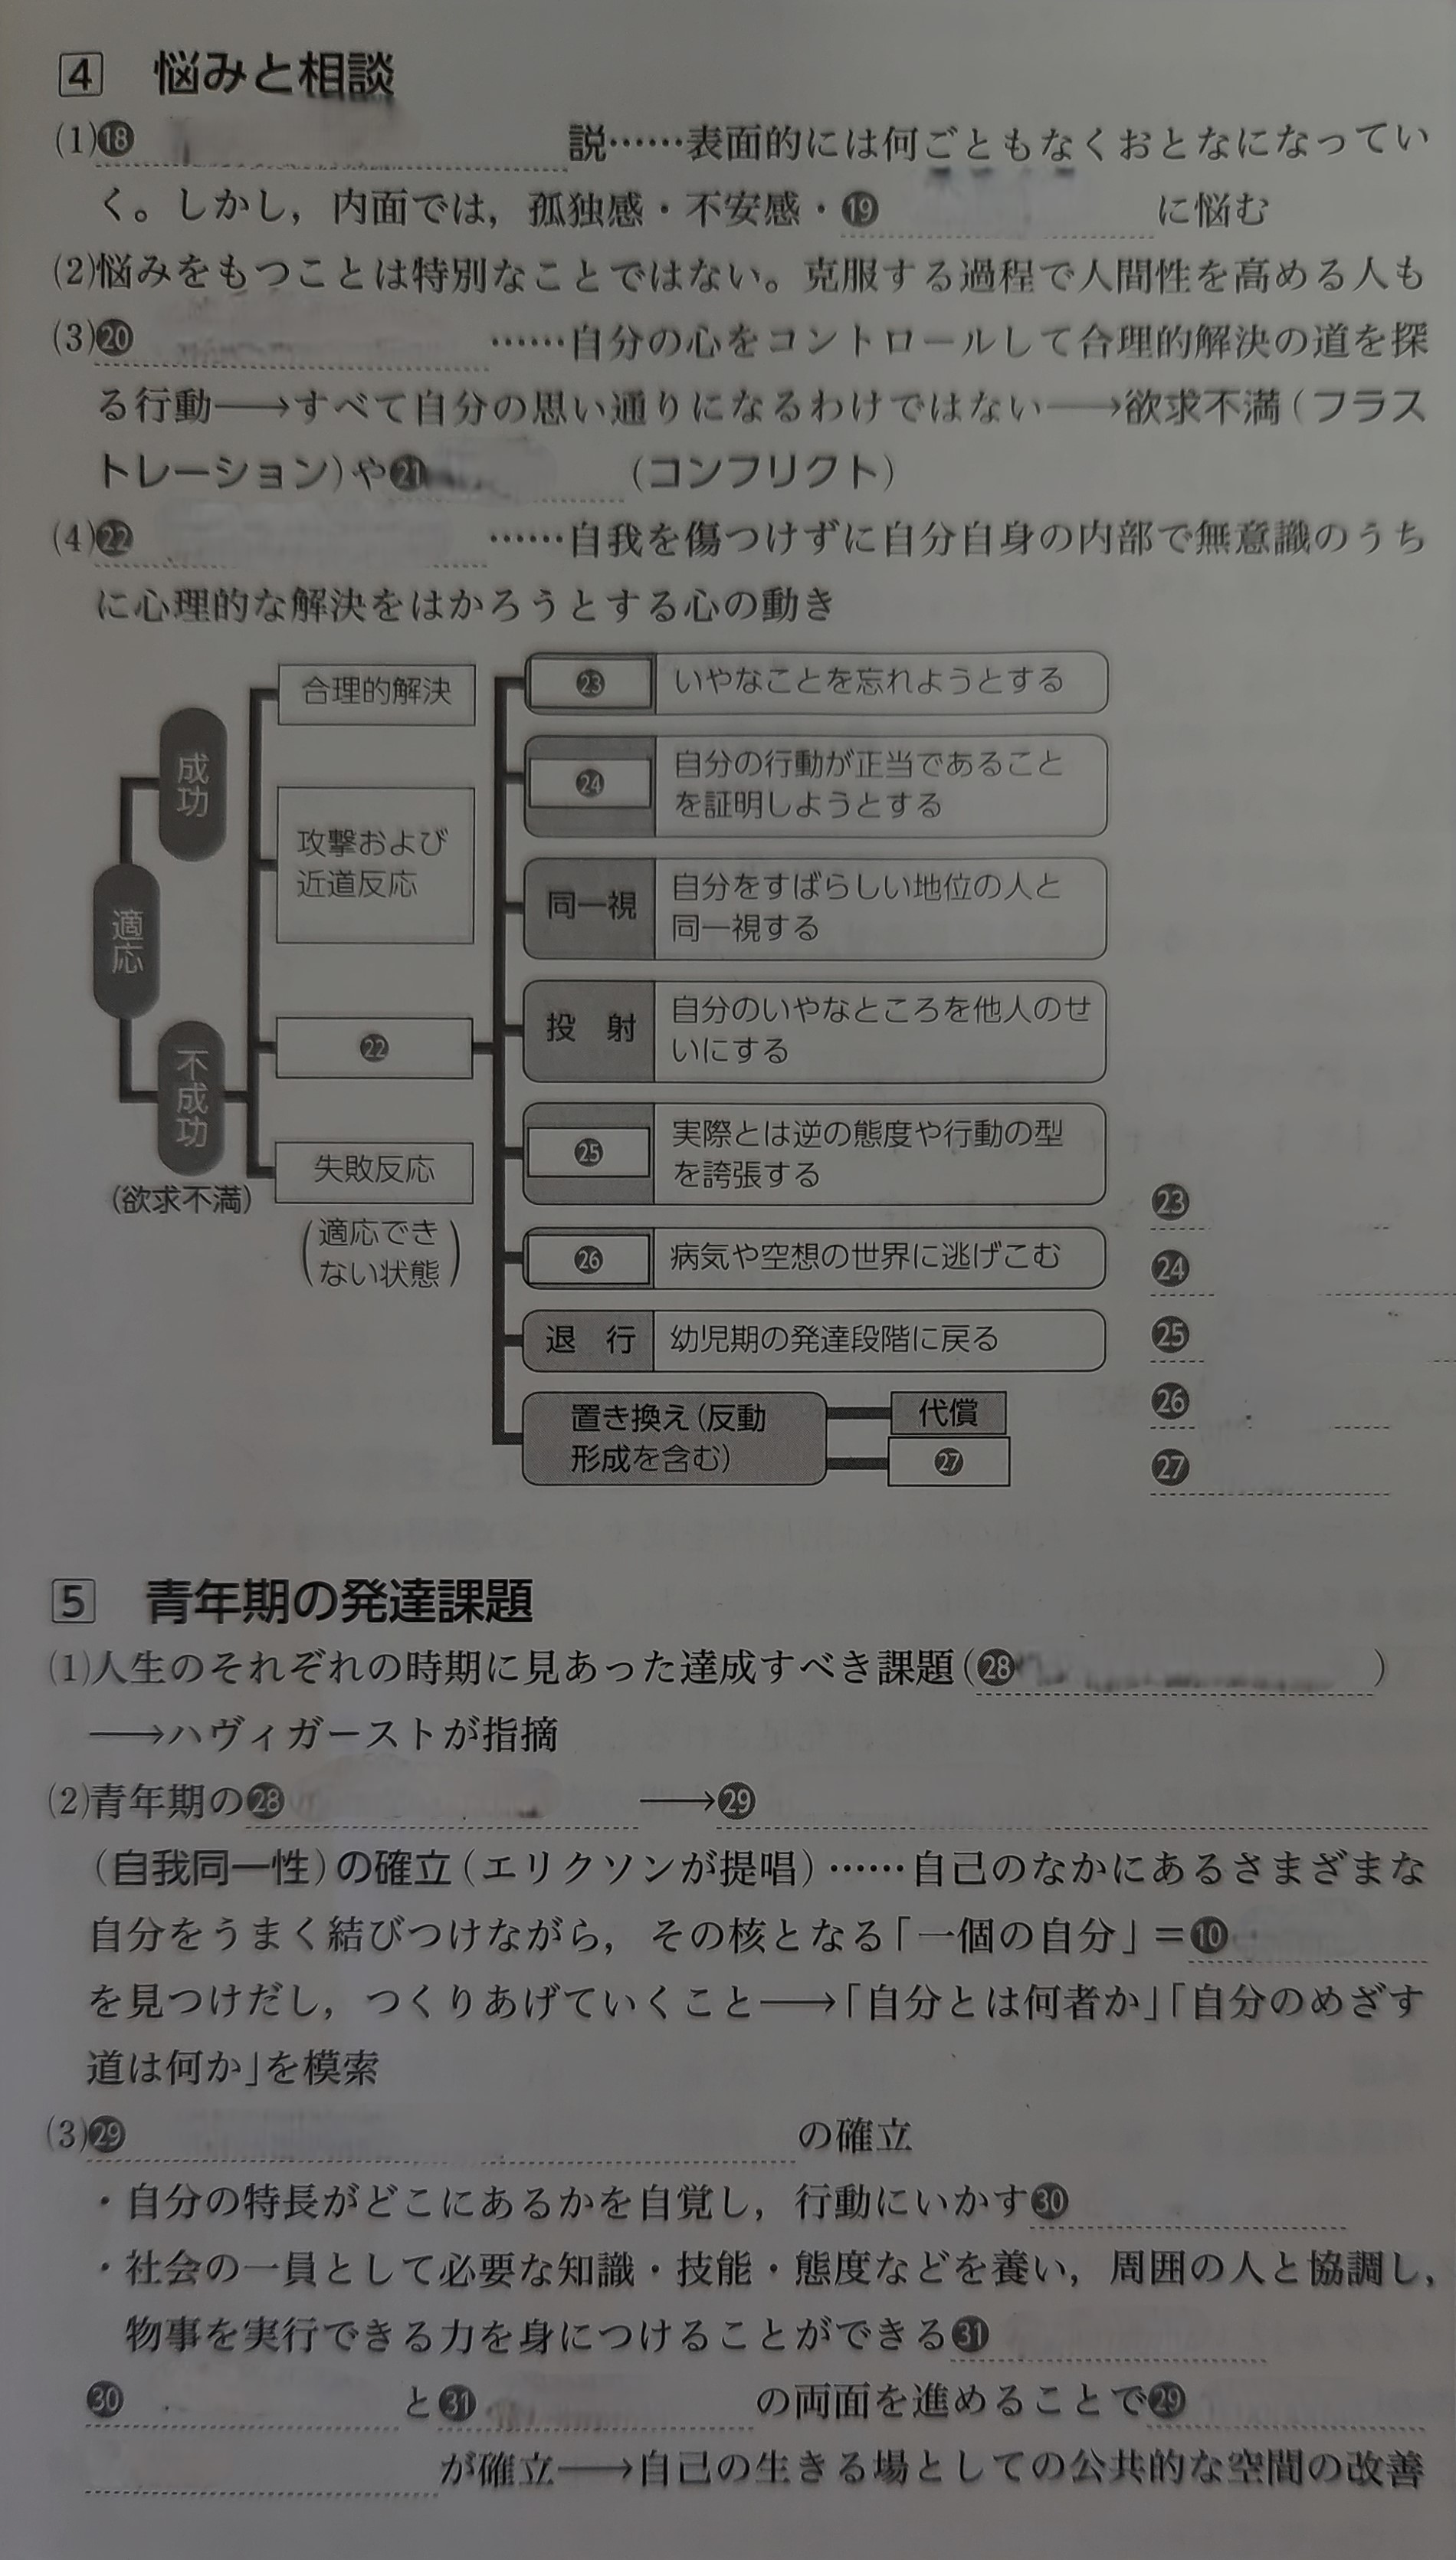 4 悩みと相談
(1)⓲ 説……表面的には何ごともなくおとなになってい
く。しかし，内面では，孤独感・不安感・⓳ に悩む
(2)悩みをもつことは特別なことではない。克服する過程で人間性を高める人も
(3)⓴ ……自分の心をコントロールして合理的解決の道を探
る行動→すべて自分の思い通りになるわけではない→欲求不満(フラス
トレーション)や㉑ (コンフリクト)
(4)㉒ ……自我を傷つけずに自分自身の内部で無意識のうち
に心理的な解決をはかろうとする心の動き
適応
成功
不成功
(欲求不満)
合理的解決
攻撃および
近道反応
㉒
失敗反応
(適応でき
ない状態)
㉓ いやなことを忘れようとする
㉔ 自分の行動が正当であること
を証明しようとする
同一視 自分をすばらしい地位の人と
同一視する
投射 自分のいやなところを他人のせ
いにする
㉕ 実際とは逆の態度や行動の型
を誇張する
㉖ 病気や空想の世界に逃げこむ
退行 幼児期の発達段階に戻る
置き換え(反動
形成を含む)
代償
㉗
㉓
㉔
㉕
㉖
㉗
5 青年期の発達課題
(1)人生のそれぞれの時期に見あった達成すべき課題(㉘ )
→ハヴィガーストが指摘
(2)青年期の㉘ →㉙
(自我同一性)の確立(エリクソンが提唱)……自己のなかにあるさまざまな
自分をうまく結びつけながら，その核となる「一個の自分」＝❿
を見つけだし，つくりあげていくこと→「自分とは何者か」「自分のめざす
道は何か」を模索
(3)㉙ の確立
・自分の特長がどこにあるかを自覚し，行動にいかす㉚
・社会の一員として必要な知識・技能・態度などを養い，周囲の人と協調し，
物事を実行できる力を身につけることができる㉛
㉚ と㉛ の両面を進めることで㉙
が確立→自己の生きる場としての公共的な空間の改善